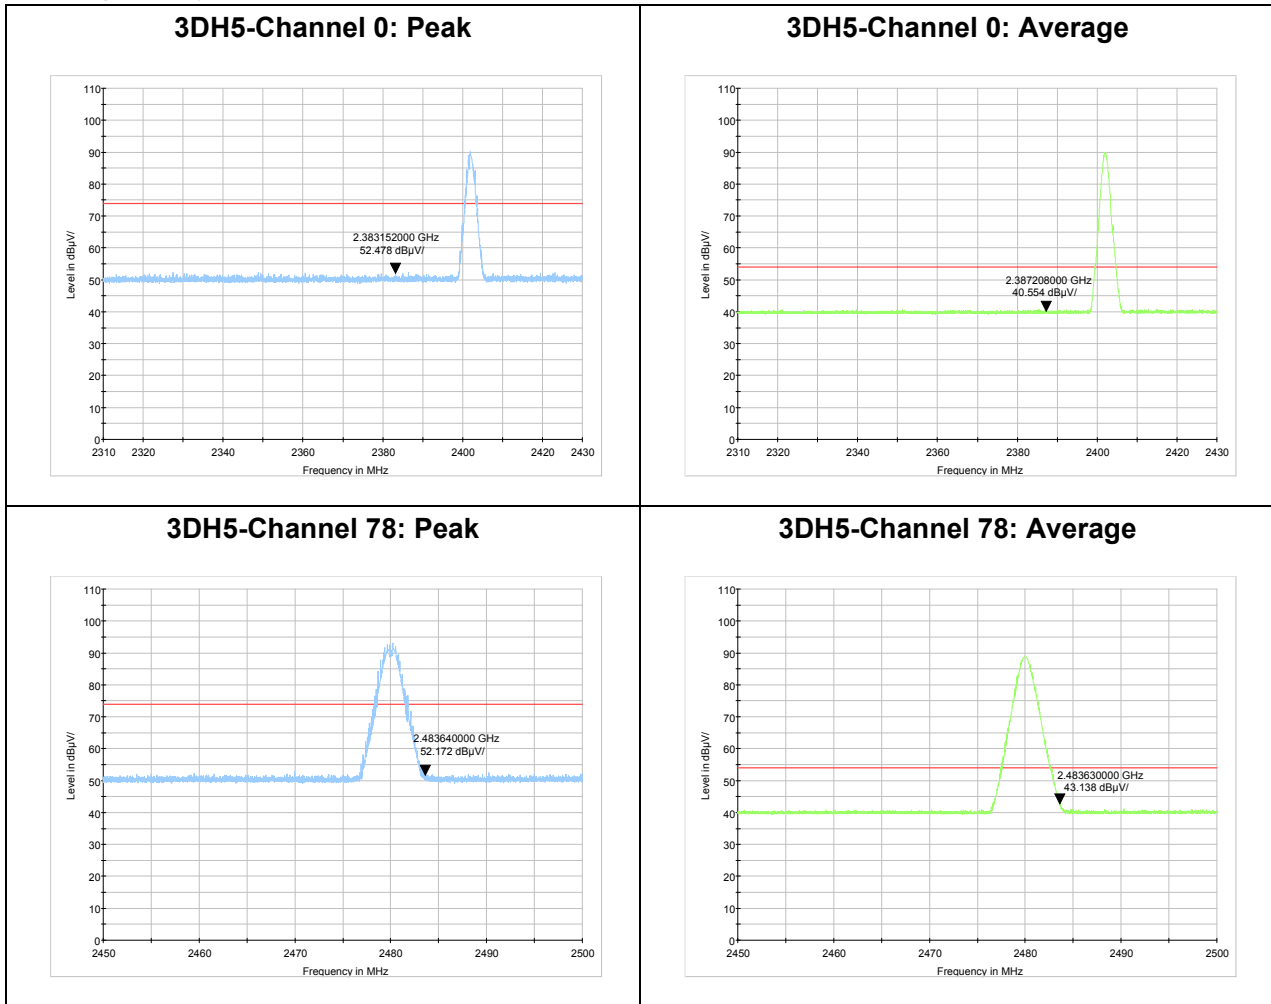 3DH5-Channel 0: Peak
110
100
90
80
70
60
50
40
30
20
10
0
Level in dBµV/
2.383152000 GHz
52.478 dBµV/
2310 2320 2340 2360 2380 2400 2420 2430
Frequency in MHz
3DH5-Channel 0: Average
110
100
90
80
70
60
50
40
30
20
10
0
Level in dBµV/
2.387208000 GHz
40.554 dBµV/
2310 2320 2340 2360 2380 2400 2420 2430
Frequency in MHz
3DH5-Channel 78: Peak
110
100
90
80
70
60
50
40
30
20
10
0
Level in dBµV/
2.483640000 GHz
52.172 dBµV/
2450 2460 2470 2480 2490 2500
Frequency in MHz
3DH5-Channel 78: Average
110
100
90
80
70
60
50
40
30
20
10
0
Level in dBµV/
2.483630000 GHz
43.138 dBµV/
2450 2460 2470 2480 2490 2500
Frequency in MHz